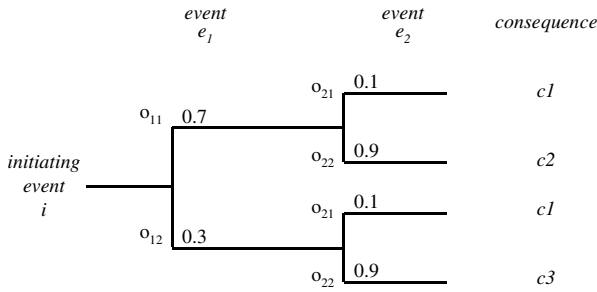 event e₁
event e₂
consequence
o₂₁ 0.1 c1
o₁₁ 0.7
o₂₂ 0.9 c2
initiating
event
i
o₂₁ 0.1 c1
o₁₂ 0.3
o₂₂ 0.9 c3